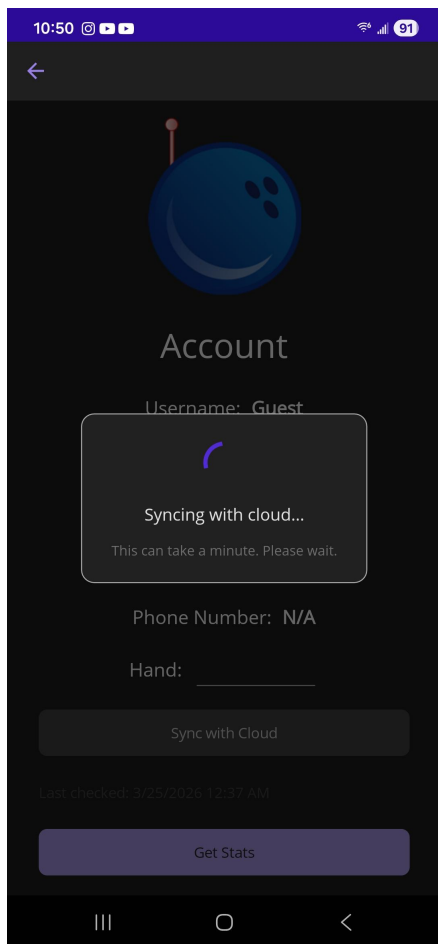 10:50
91
Account
Username: Guest
Syncing with cloud...
This can take a minute. Please wait.
Phone Number: N/A
Hand:
Sync with Cloud
Last checked: 3/25/2026 12:37 AM
Get Stats